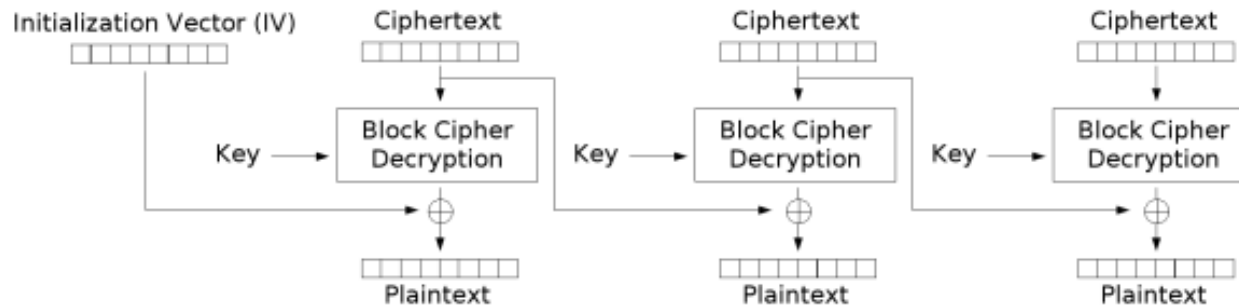 Initialization Vector (IV)
Ciphertext
Ciphertext
Ciphertext
Key
Block Cipher
Decryption
Key
Block Cipher
Decryption
Key
Block Cipher
Decryption
Plaintext
Plaintext
Plaintext